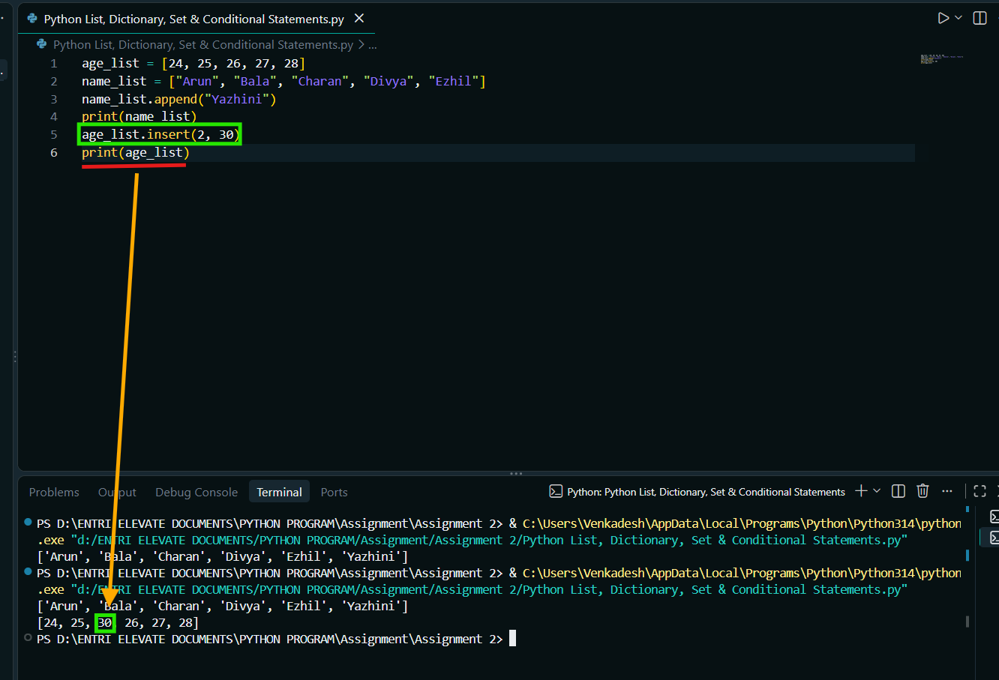 Python List, Dictionary, Set & Conditional Statements.py
Python List, Dictionary, Set & Conditional Statements.py > ...
1 age_list = [24, 25, 26, 27, 28]
2 name_list = ["Arun", "Bala", "Charan", "Divya", "Ezhil"]
3 name_list.append("Yazhini")
4 print(name_list)
5 age_list.insert(2, 30)
6 print(age_list)
Problems Output Debug Console Terminal Ports Python: Python List, Dictionary, Set & Conditional Statements
PS D:\ENTRI ELEVATE DOCUMENTS\PYTHON PROGRAM\Assignment\Assignment 2> & C:\Users\Venkadesh\AppData\Local\Programs\Python\Python314\python
.exe "d:/ENTRI ELEVATE DOCUMENTS/PYTHON PROGRAM/Assignment/Assignment 2/Python List, Dictionary, Set & Conditional Statements.py"
['Arun', 'Bala', 'Charan', 'Divya', 'Ezhil', 'Yazhini']
PS D:\ENTRI ELEVATE DOCUMENTS\PYTHON PROGRAM\Assignment\Assignment 2> & C:\Users\Venkadesh\AppData\Local\Programs\Python\Python314\python
.exe "d:/ENTRI ELEVATE DOCUMENTS/PYTHON PROGRAM/Assignment/Assignment 2/Python List, Dictionary, Set & Conditional Statements.py"
['Arun', 'Bala', 'Charan', 'Divya', 'Ezhil', 'Yazhini']
[24, 25, 30, 26, 27, 28]
PS D:\ENTRI ELEVATE DOCUMENTS\PYTHON PROGRAM\Assignment\Assignment 2>